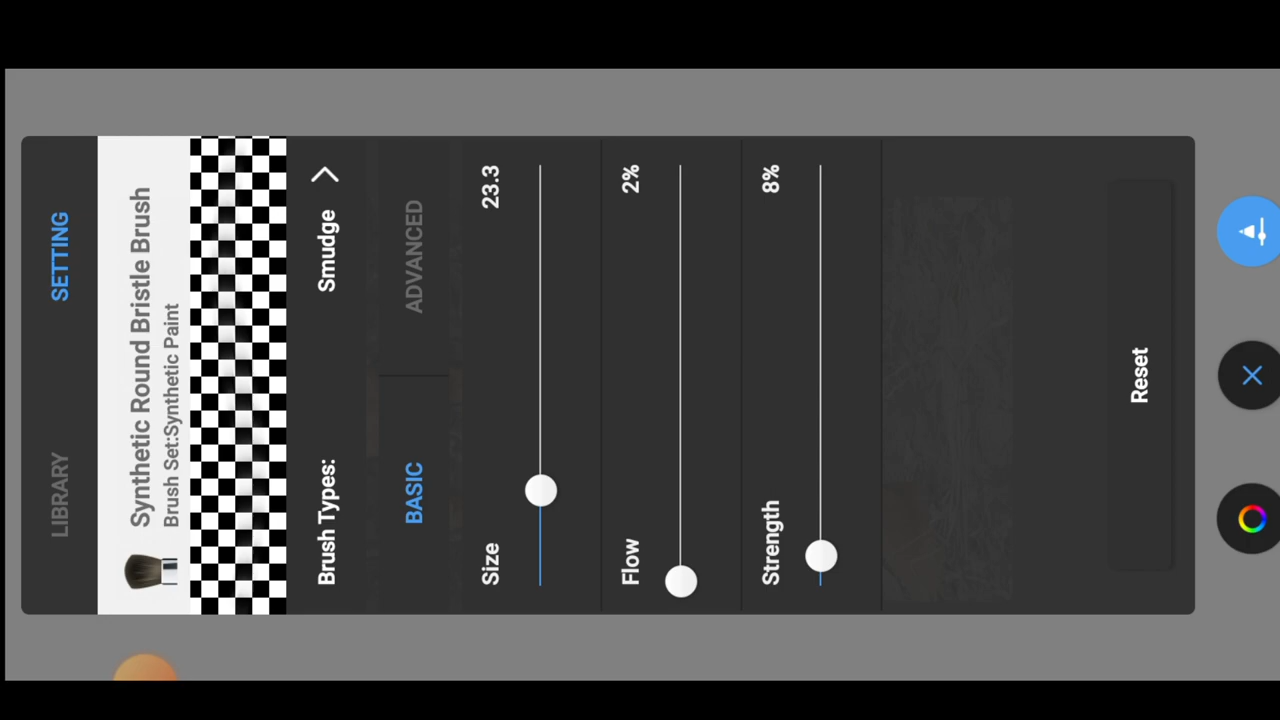 LIBRARY
SETTING
Synthetic Round Bristle Brush
Brush Set:Synthetic Paint
Brush Types:
Smudge
BASIC
ADVANCED
Size
23.3
Flow
2%
Strength
8%
Reset